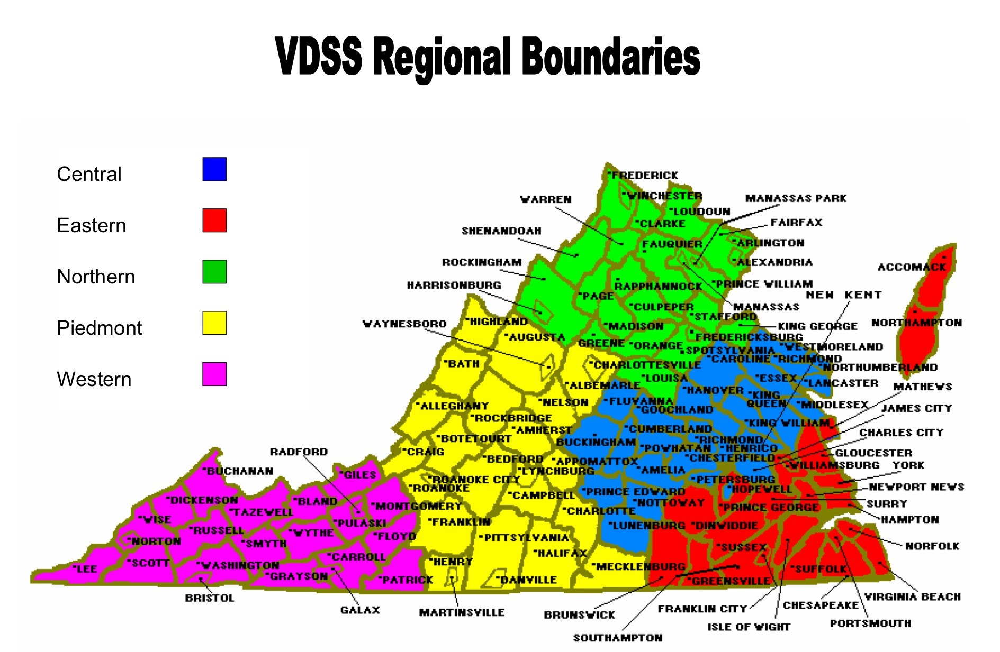 VDSS Regional Boundaries
Central
Eastern
Northern
Piedmont
Western
FREDERICK
WINCHESTER
WARREN
MANASSAS PARK
LOUDOUN
CLARKE
FAIRFAX
SHENANDOAH
FAUQUIER
ARLINGTON
ROCKINGHAM
ALEXANDRIA
ACCOMACK
HARRISONBURG
RAPPHANNOCK
PRINCE WILLIAM
PAGE
NEW KENT
CULPEPER
MANASSAS
STAFFORD
WAYNESBORO
HIGHLAND
MADISON
KING GEORGE
NORTHAMPTON
AUGUSTA
GREENE
ORANGE
FREDERICKSBURG
SPOTSYLVANIA
WESTMORELAND
BATH
CHARLOTTESVILLE
CAROLINE
RICHMOND
NORTHUMBERLAND
LOUISA
ESSEX
LANCASTER
ALBEMARLE
HANOVER
MATHEWS
KING
QUEEN
ALLEGHANY
NELSON
FLUVANNA
GOOCHLAND
MIDDLESEX
JAMES CITY
ROCKBRIDGE
KING WILLIAM
AMHERST
CUMBERLAND
CHARLES CITY
BOTETOURT
BUCKINGHAM
RICHMOND
RADFORD
CRAIG
POWHATAN
HENRICO
GLOUCESTER
BEDFORD
APPOMATTOX
CHESTERFIELD
WILLIAMSBURG
YORK
BUCHANAN
GILES
LYNCHBURG
AMELIA
ROANOKE CITY
PETERSBURG
ROANOKE
HOPEWELL
NEWPORT NEWS
DICKENSON
BLAND
CAMPBELL
PRINCE EDWARD
MONTGOMERY
NOTTOWAY
SURRY
TAZEWELL
CHARLOTTE
PRINCE GEORGE
WISE
PULASKI
FRANKLIN
LUNENBURG
DINWIDDIE
HAMPTON
RUSSELL
WYTHE
FLOYD
PITTSYLVANIA
NORTON
SMYTH
SUSSEX
NORFOLK
CARROLL
HALIFAX
LEE
SCOTT
WASHINGTON
HENRY
MECKLENBURG
SUFFOLK
GRAYSON
PATRICK
DANVILLE
GREENSVILLE
BRISTOL
VIRGINIA BEACH
GALAX
MARTINSVILLE
BRUNSWICK
FRANKLIN CITY
CHESAPEAKE
ISLE OF WIGHT
PORTSMOUTH
SOUTHAMPTON